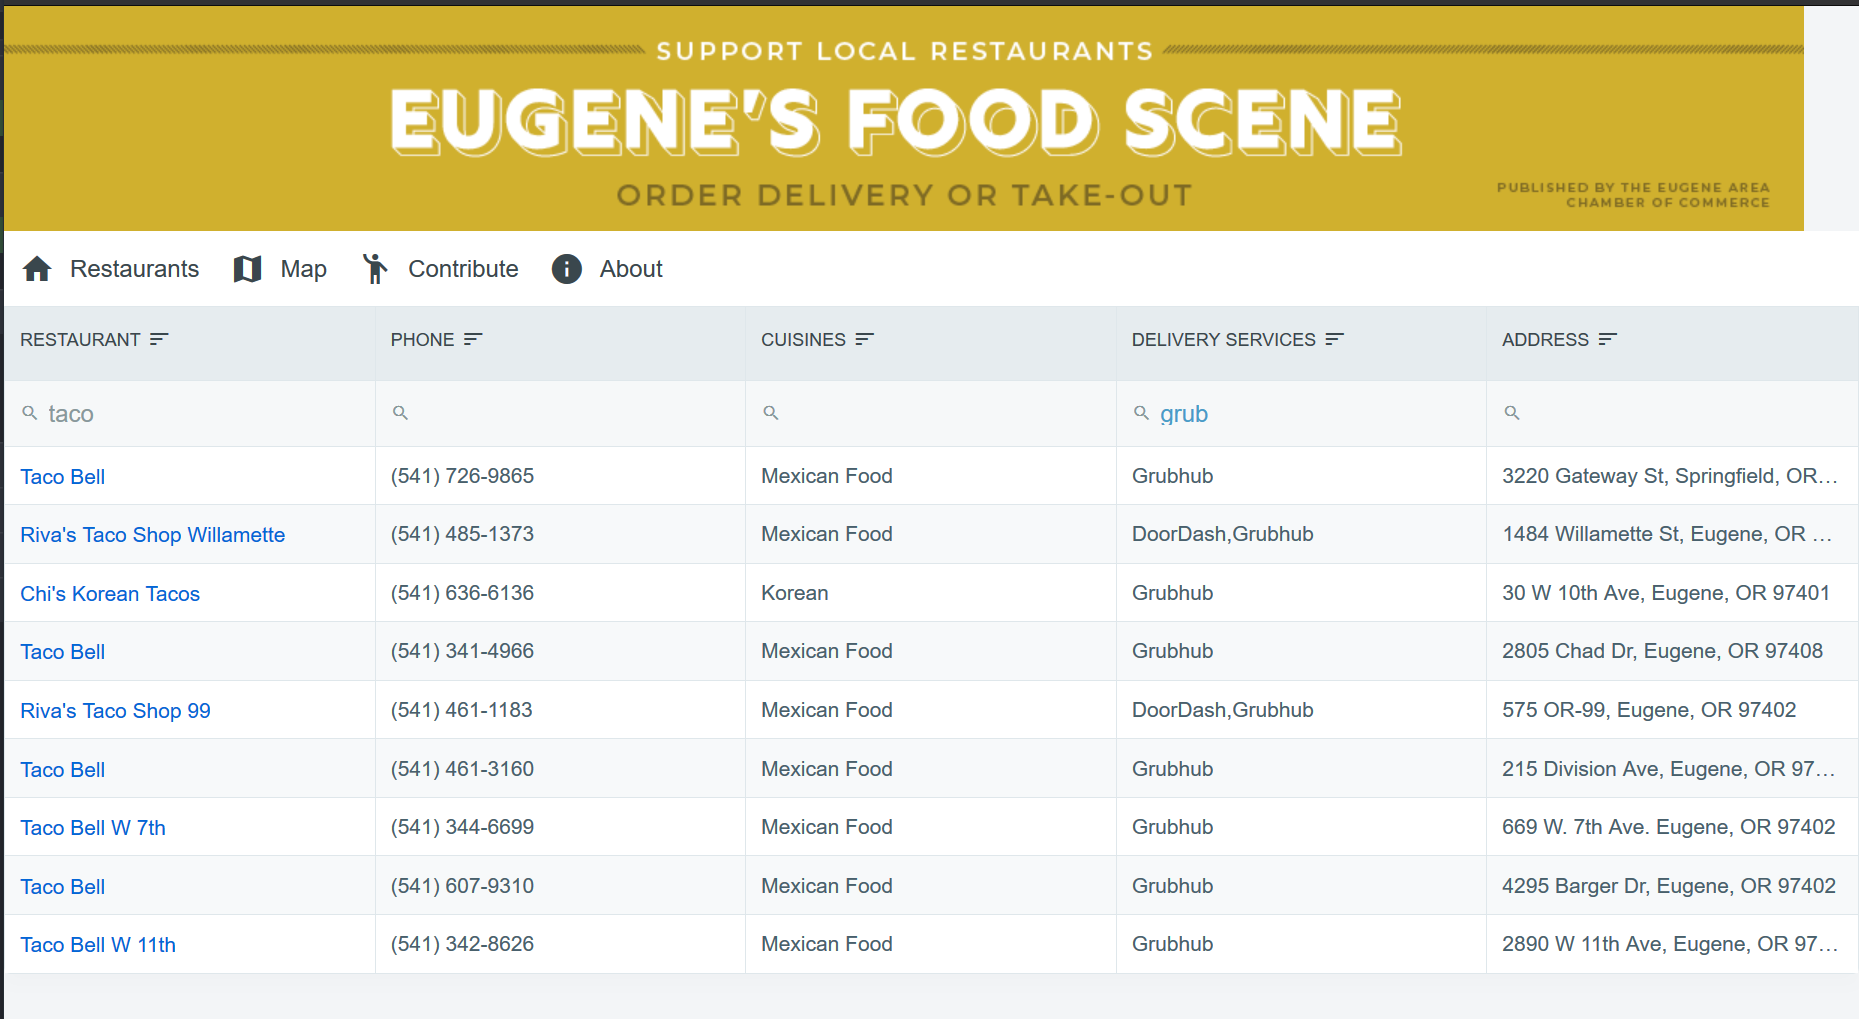 SUPPORT LOCAL RESTAURANTS
EUGENE'S FOOD SCENE
ORDER DELIVERY OR TAKE-OUT
PUBLISHED BY THE EUGENE AREA
CHAMBER OF COMMERCE
Restaurants Map Contribute About
RESTAURANT PHONE CUISINES DELIVERY SERVICES ADDRESS
taco grub
Taco Bell (541) 726-9865 Mexican Food Grubhub 3220 Gateway St, Springfield, OR...
Riva's Taco Shop Willamette (541) 485-1373 Mexican Food DoorDash,Grubhub 1484 Willamette St, Eugene, OR ...
Chi's Korean Tacos (541) 636-6136 Korean Grubhub 30 W 10th Ave, Eugene, OR 97401
Taco Bell (541) 341-4966 Mexican Food Grubhub 2805 Chad Dr, Eugene, OR 97408
Riva's Taco Shop 99 (541) 461-1183 Mexican Food DoorDash,Grubhub 575 OR-99, Eugene, OR 97402
Taco Bell (541) 461-3160 Mexican Food Grubhub 215 Division Ave, Eugene, OR 97...
Taco Bell W 7th (541) 344-6699 Mexican Food Grubhub 669 W. 7th Ave. Eugene, OR 97402
Taco Bell (541) 607-9310 Mexican Food Grubhub 4295 Barger Dr, Eugene, OR 97402
Taco Bell W 11th (541) 342-8626 Mexican Food Grubhub 2890 W 11th Ave, Eugene, OR 97...